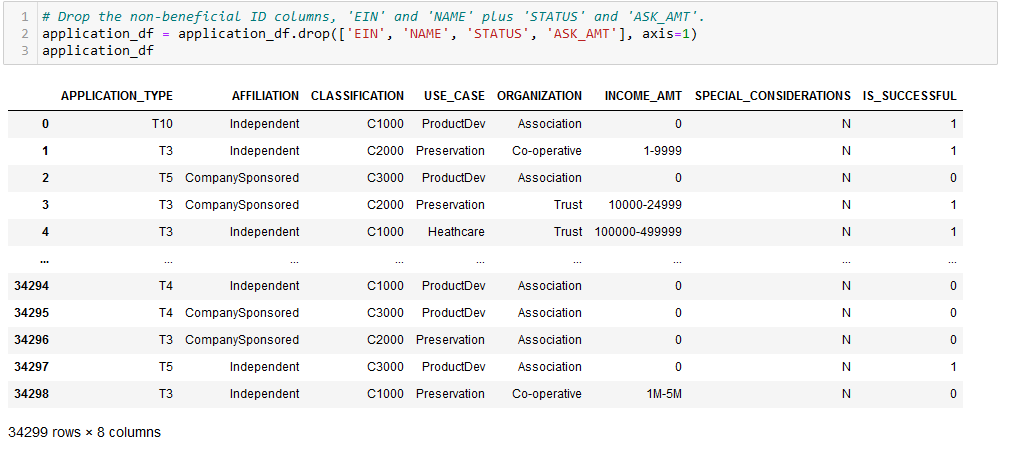 1 # Drop the non-beneficial ID columns, 'EIN' and 'NAME' plus 'STATUS' and 'ASK_AMT'.
2 application_df = application_df.drop(['EIN', 'NAME', 'STATUS', 'ASK_AMT'], axis=1)
3 application_df
APPLICATION_TYPE AFFILIATION CLASSIFICATION USE_CASE ORGANIZATION INCOME_AMT SPECIAL_CONSIDERATIONS IS_SUCCESSFUL
0 T10 Independent C1000 ProductDev Association 0 N 1
1 T3 Independent C2000 Preservation Co-operative 1-9999 N 1
2 T5 CompanySponsored C3000 ProductDev Association 0 N 0
3 T3 CompanySponsored C2000 Preservation Trust 10000-24999 N 1
4 T3 Independent C1000 Heathcare Trust 100000-499999 N 1
... ... ... ... ... ... ... ... ...
34294 T4 Independent C1000 ProductDev Association 0 N 0
34295 T4 CompanySponsored C3000 ProductDev Association 0 N 0
34296 T3 CompanySponsored C2000 Preservation Association 0 N 0
34297 T5 Independent C3000 ProductDev Association 0 N 1
34298 T3 Independent C1000 Preservation Co-operative 1M-5M N 0
34299 rows × 8 columns